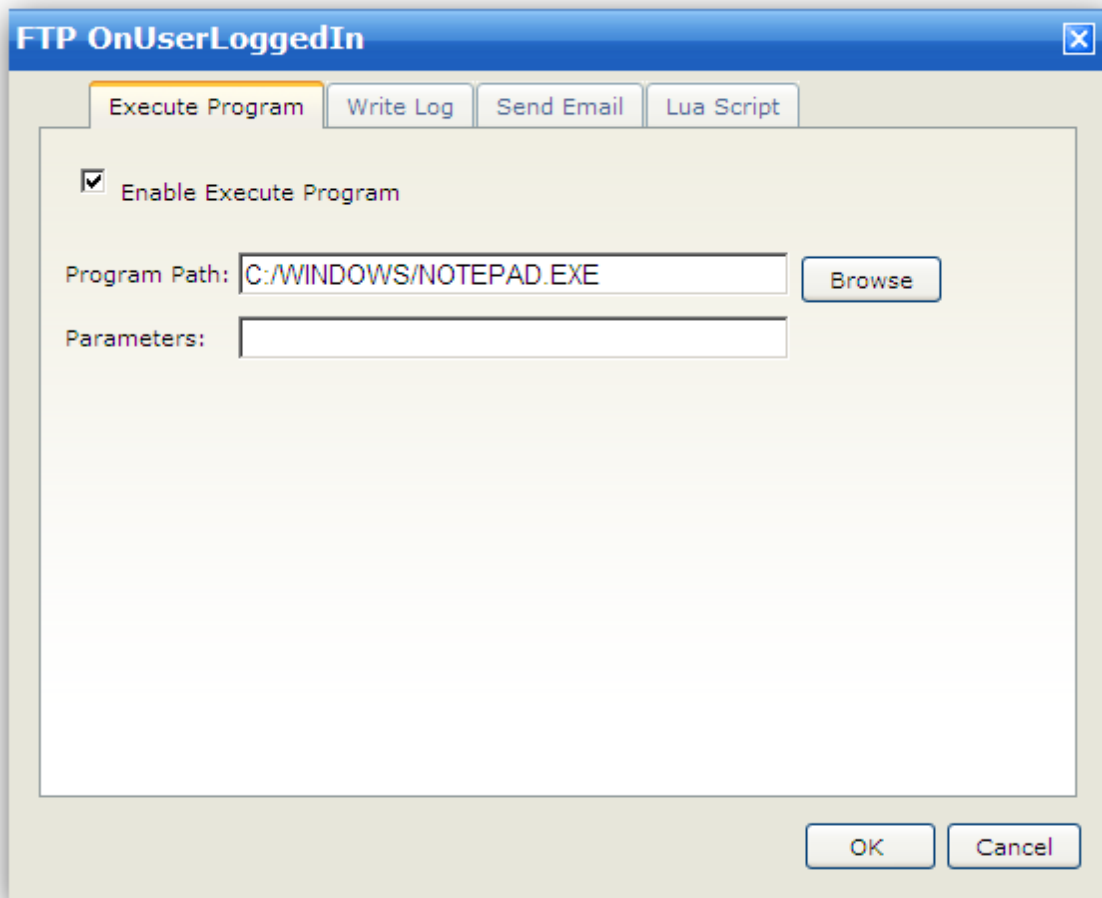 FTP OnUserLoggedIn
Execute Program Write Log Send Email Lua Script
Enable Execute Program
Program Path: C:/WINDOWS/NOTEPAD.EXE Browse
Parameters:
OK Cancel